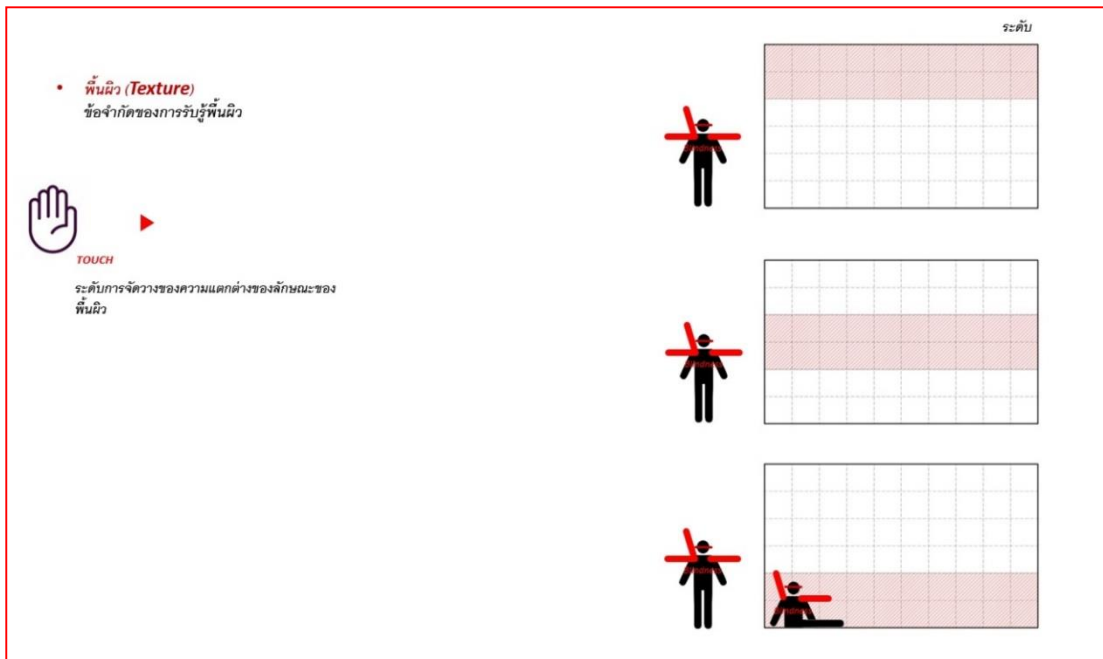 ระดับ
• พื้นผิว (Texture)
ข้อจำกัดของการรับรู้พื้นผิว
TOUCH
ระดับการจัดวางของความแตกต่างของลักษณะของ
พื้นผิว